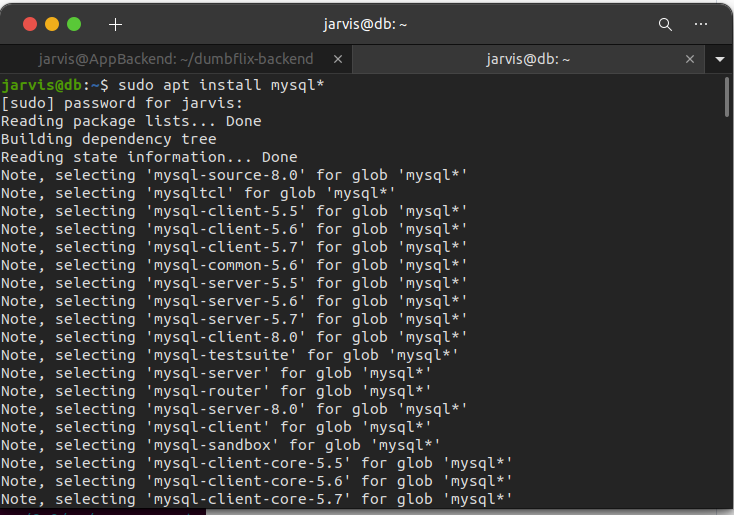 jarvis@db: ~
jarvis@AppBackend: ~/dumbflix-backend
jarvis@db: ~
jarvis@db:~$ sudo apt install mysql*
[sudo] password for jarvis:
Reading package lists... Done
Building dependency tree
Reading state information... Done
Note, selecting 'mysql-source-8.0' for glob 'mysql*'
Note, selecting 'mysqltcl' for glob 'mysql*'
Note, selecting 'mysql-client-5.5' for glob 'mysql*'
Note, selecting 'mysql-client-5.6' for glob 'mysql*'
Note, selecting 'mysql-client-5.7' for glob 'mysql*'
Note, selecting 'mysql-common-5.6' for glob 'mysql*'
Note, selecting 'mysql-server-5.5' for glob 'mysql*'
Note, selecting 'mysql-server-5.6' for glob 'mysql*'
Note, selecting 'mysql-server-5.7' for glob 'mysql*'
Note, selecting 'mysql-client-8.0' for glob 'mysql*'
Note, selecting 'mysql-testsuite' for glob 'mysql*'
Note, selecting 'mysql-server' for glob 'mysql*'
Note, selecting 'mysql-router' for glob 'mysql*'
Note, selecting 'mysql-server-8.0' for glob 'mysql*'
Note, selecting 'mysql-client' for glob 'mysql*'
Note, selecting 'mysql-sandbox' for glob 'mysql*'
Note, selecting 'mysql-client-core-5.5' for glob 'mysql*'
Note, selecting 'mysql-client-core-5.6' for glob 'mysql*'
Note, selecting 'mysql-client-core-5.7' for glob 'mysql*'